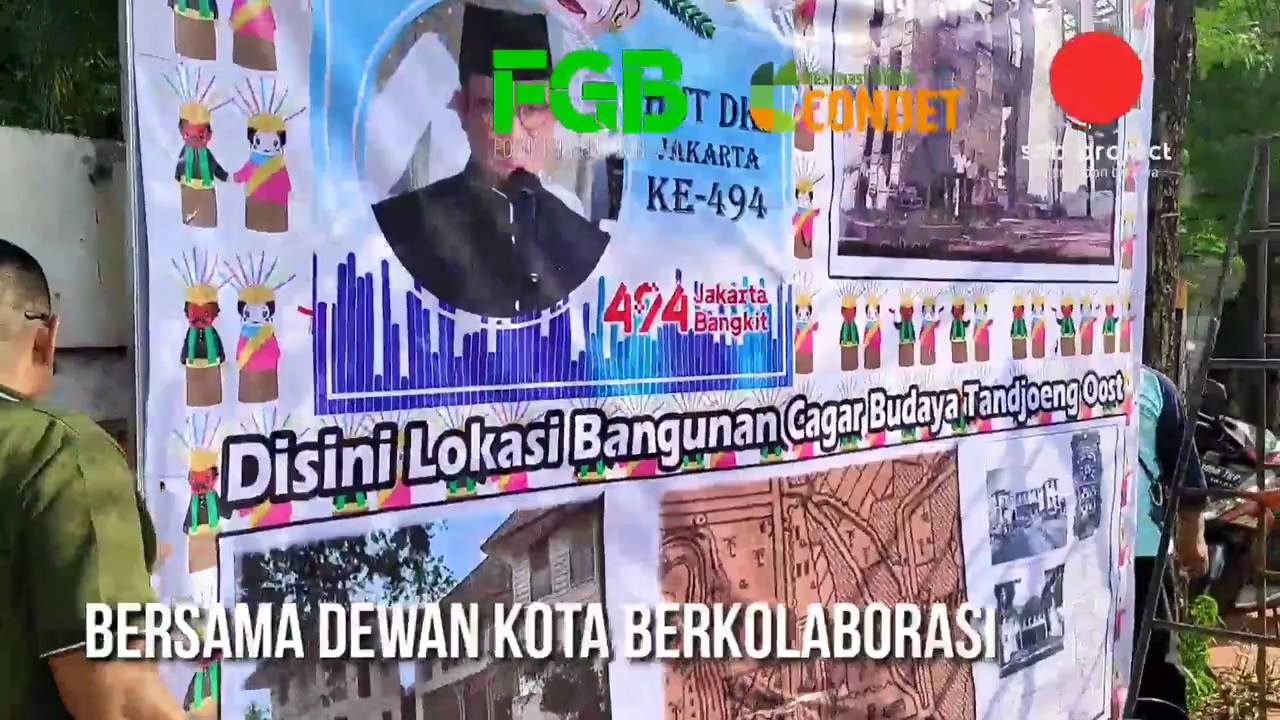 FGB
CONDET
JAKARTA
KE-494
494 Jakarta
Bangkit
Disini Lokasi Bangunan Cagar Budaya Tandjoeng Oost
BERSAMA DEWAN KOTA BERKOLABORASI